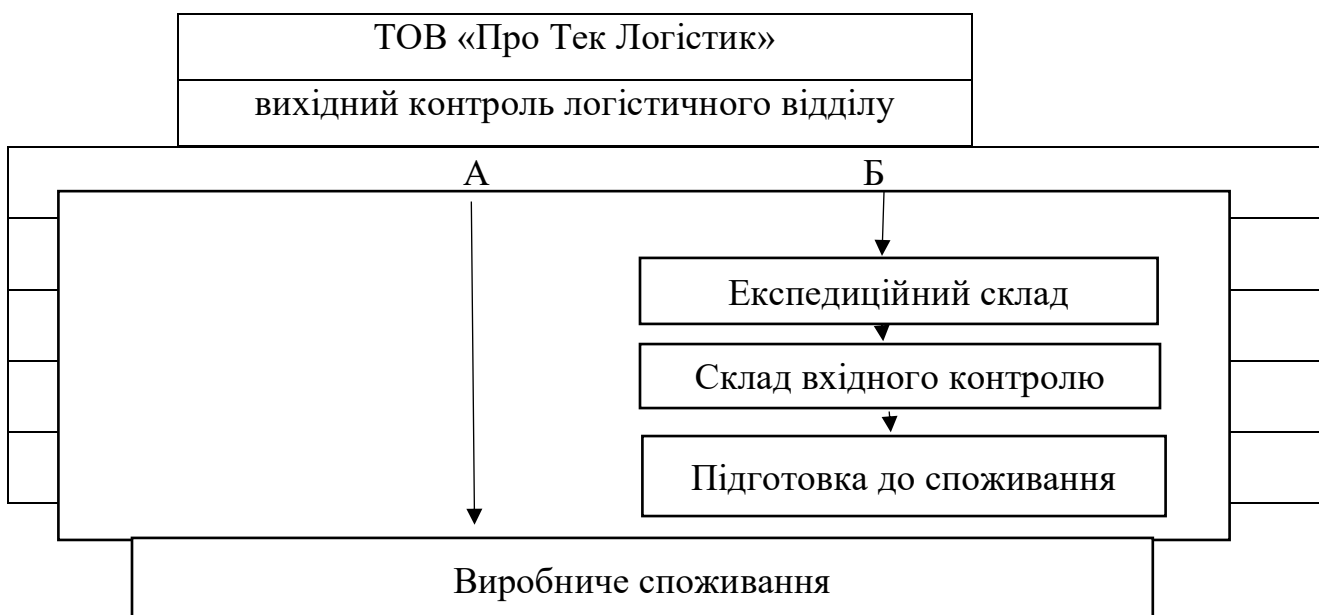 ТОВ «Про Тек Логістик»
вихідний контроль логістичного відділу
А Б
Експедиційний склад
Склад вхідного контролю
Підготовка до споживання
Виробниче споживання